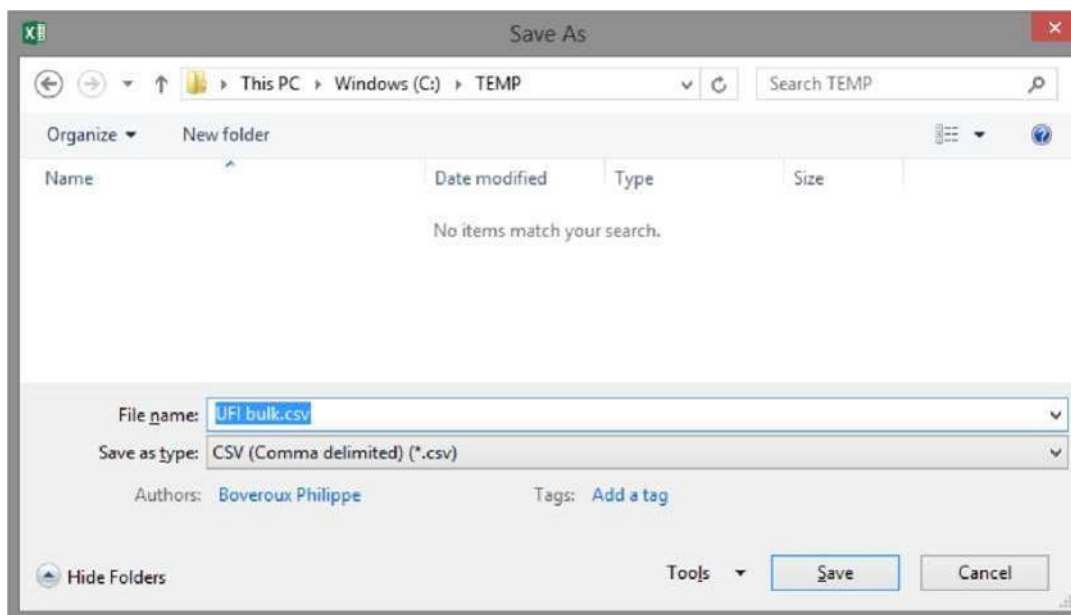 Save As
This PC Windows (C:) TEMP Search TEMP
Organize New folder
Name Date modified Type Size
No items match your search.
File name: UFI bulk.csv
Save as type: CSV (Comma delimited) (*.csv)
Authors: Boveroux Philippe Tags: Add a tag
Hide Folders Tools Save Cancel